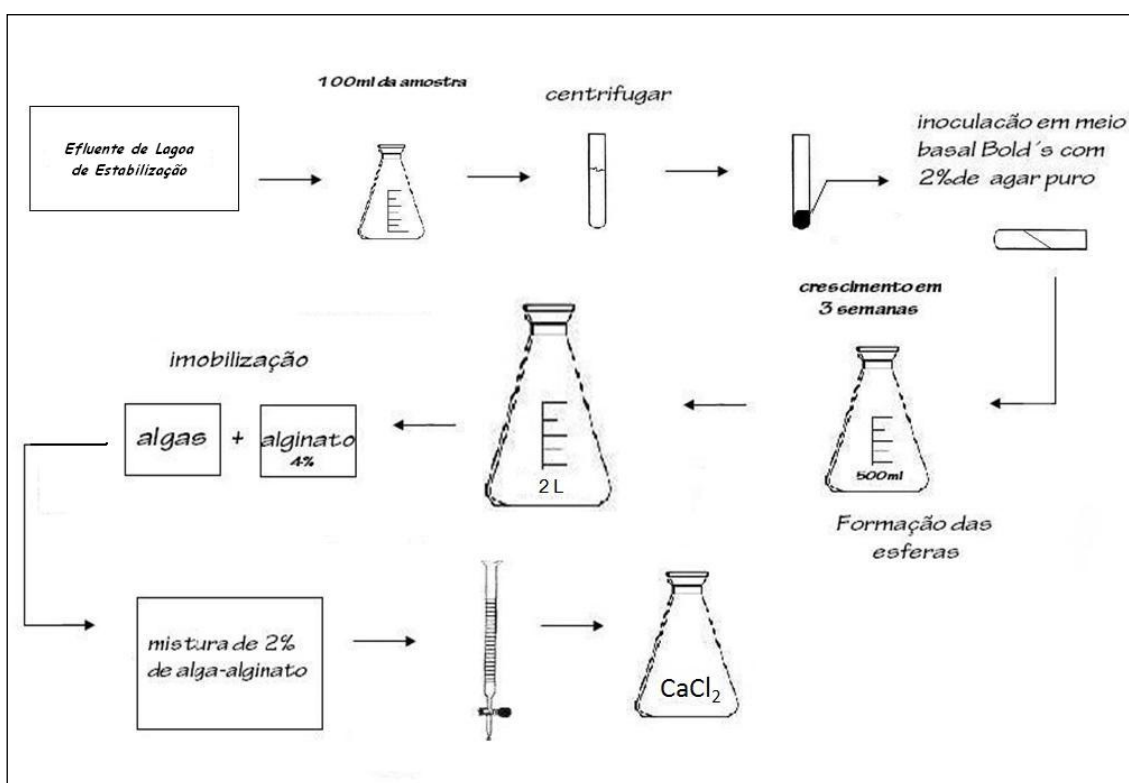 Efluente de Lagoa
de Estabilização
100ml da amostra
centrifugar
inoculacão em meio
basal Bold´s com
2%de agar puro
crescimento em
3 semanas
500ml
Formação das
esferas
2 L
imobilização
algas + alginato
4%
mistura de 2%
de alga-alginato
CaCl₂